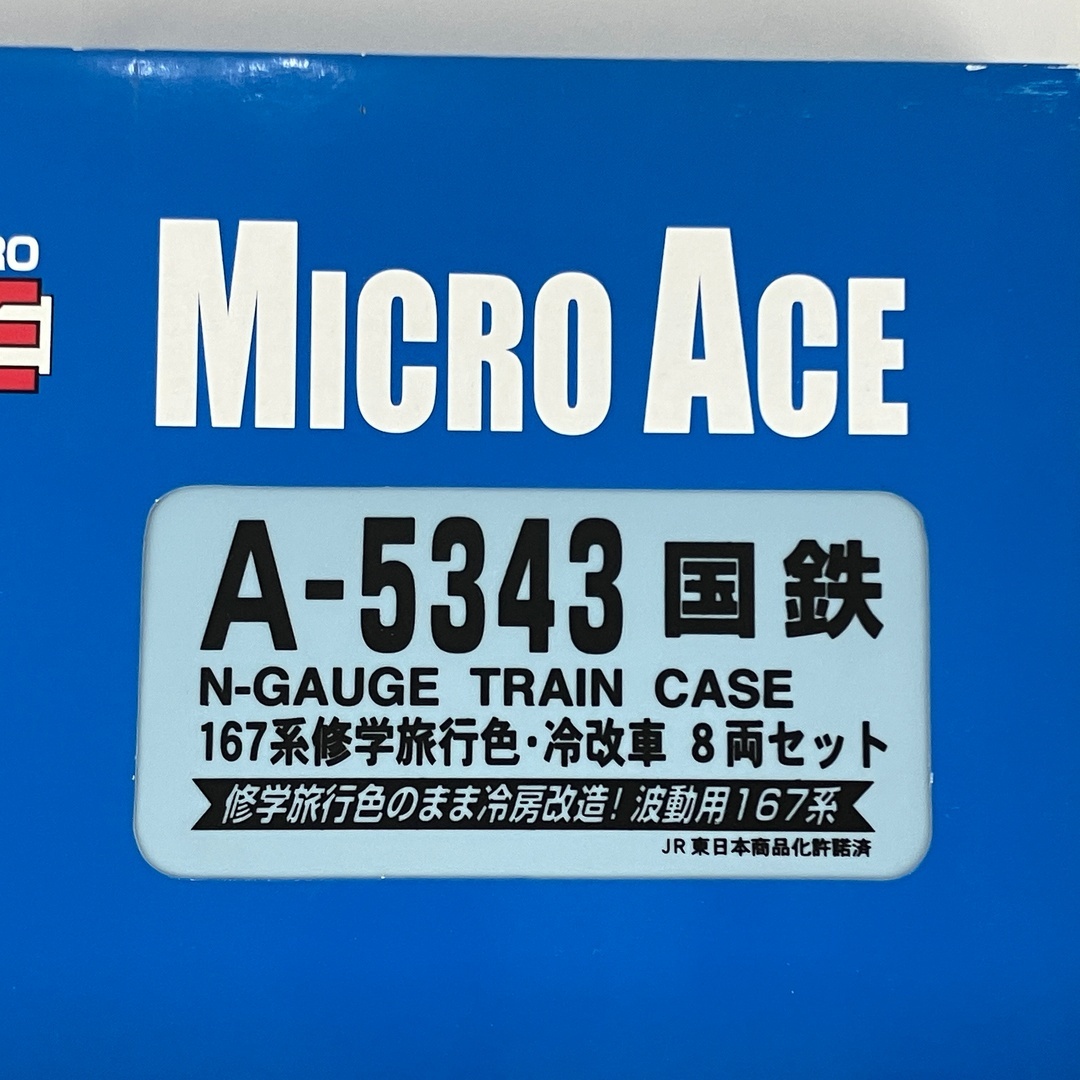 RO
MICRO ACE
A-5343 国鉄
N-GAUGE TRAIN CASE
167系修学旅行色・冷改車 8両セット
修学旅行色のまま冷房改造！波動用167系
JR東日本商品化許諾済